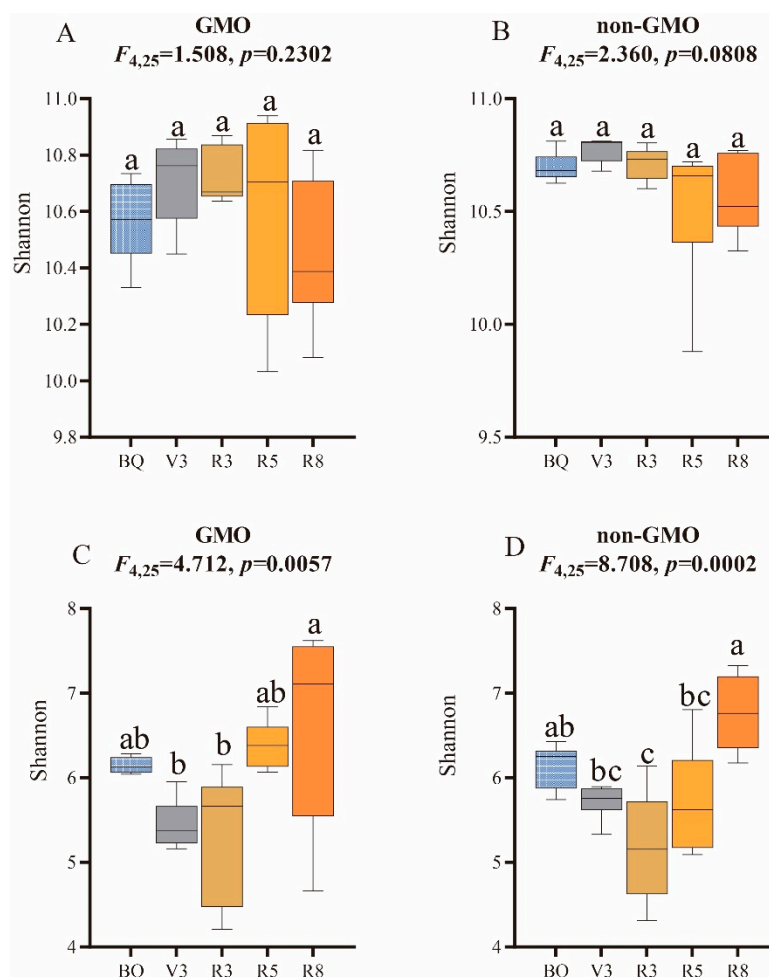 A
GMO
F4,25=1.508, p=0.2302
Shannon
11.0
10.8
10.6
10.4
10.2
10.0
9.8
a
a
a
a
a
BQ V3 R3 R5 R8
B
non-GMO
F4,25=2.360, p=0.0808
Shannon
11.0
10.5
10.0
9.5
a a a a a
BQ V3 R3 R5 R8
C
GMO
F4,25=4.712, p=0.0057
Shannon
8
7
6
5
4
ab
b
b
ab
a
BQ V3 R3 R5 R8
D
non-GMO
F4,25=8.708, p=0.0002
Shannon
8
7
6
5
4
ab
bc
c
bc
a
BQ V3 R3 R5 R8